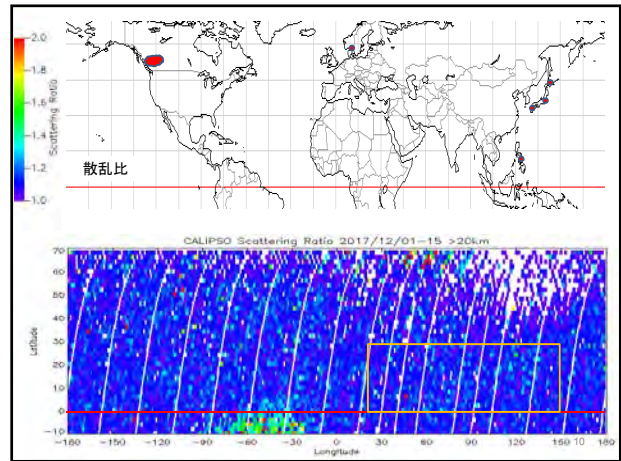 2.0
1.8
1.6
1.4
1.2
1.0
Scattering Ratio
散乱比
CALIPSO Scattering Ratio 2017/12/01-15 >20km
70
60
50
40
30
20
10
0
-10
Latitude
-180 -150 -120 -90 -60 -30 0 30 60 90 120 150 10 180
Longitude